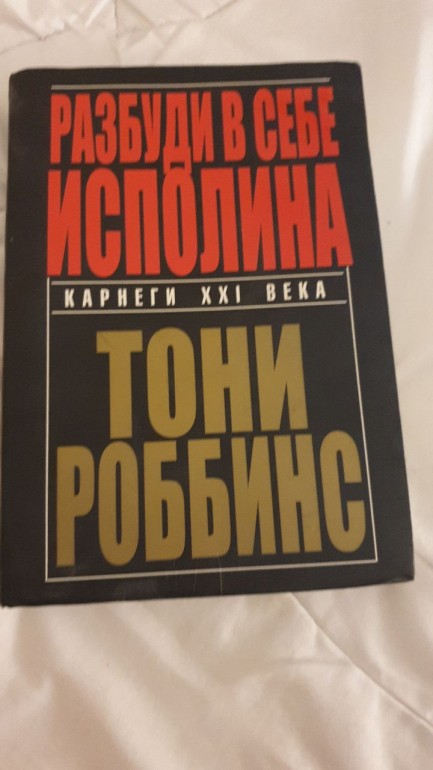 РАЗБУДИ В СЕБЕ
ИСПОЛИНА
КАРНЕГИ XXI ВЕКА
ТОНИ
РОББИНС